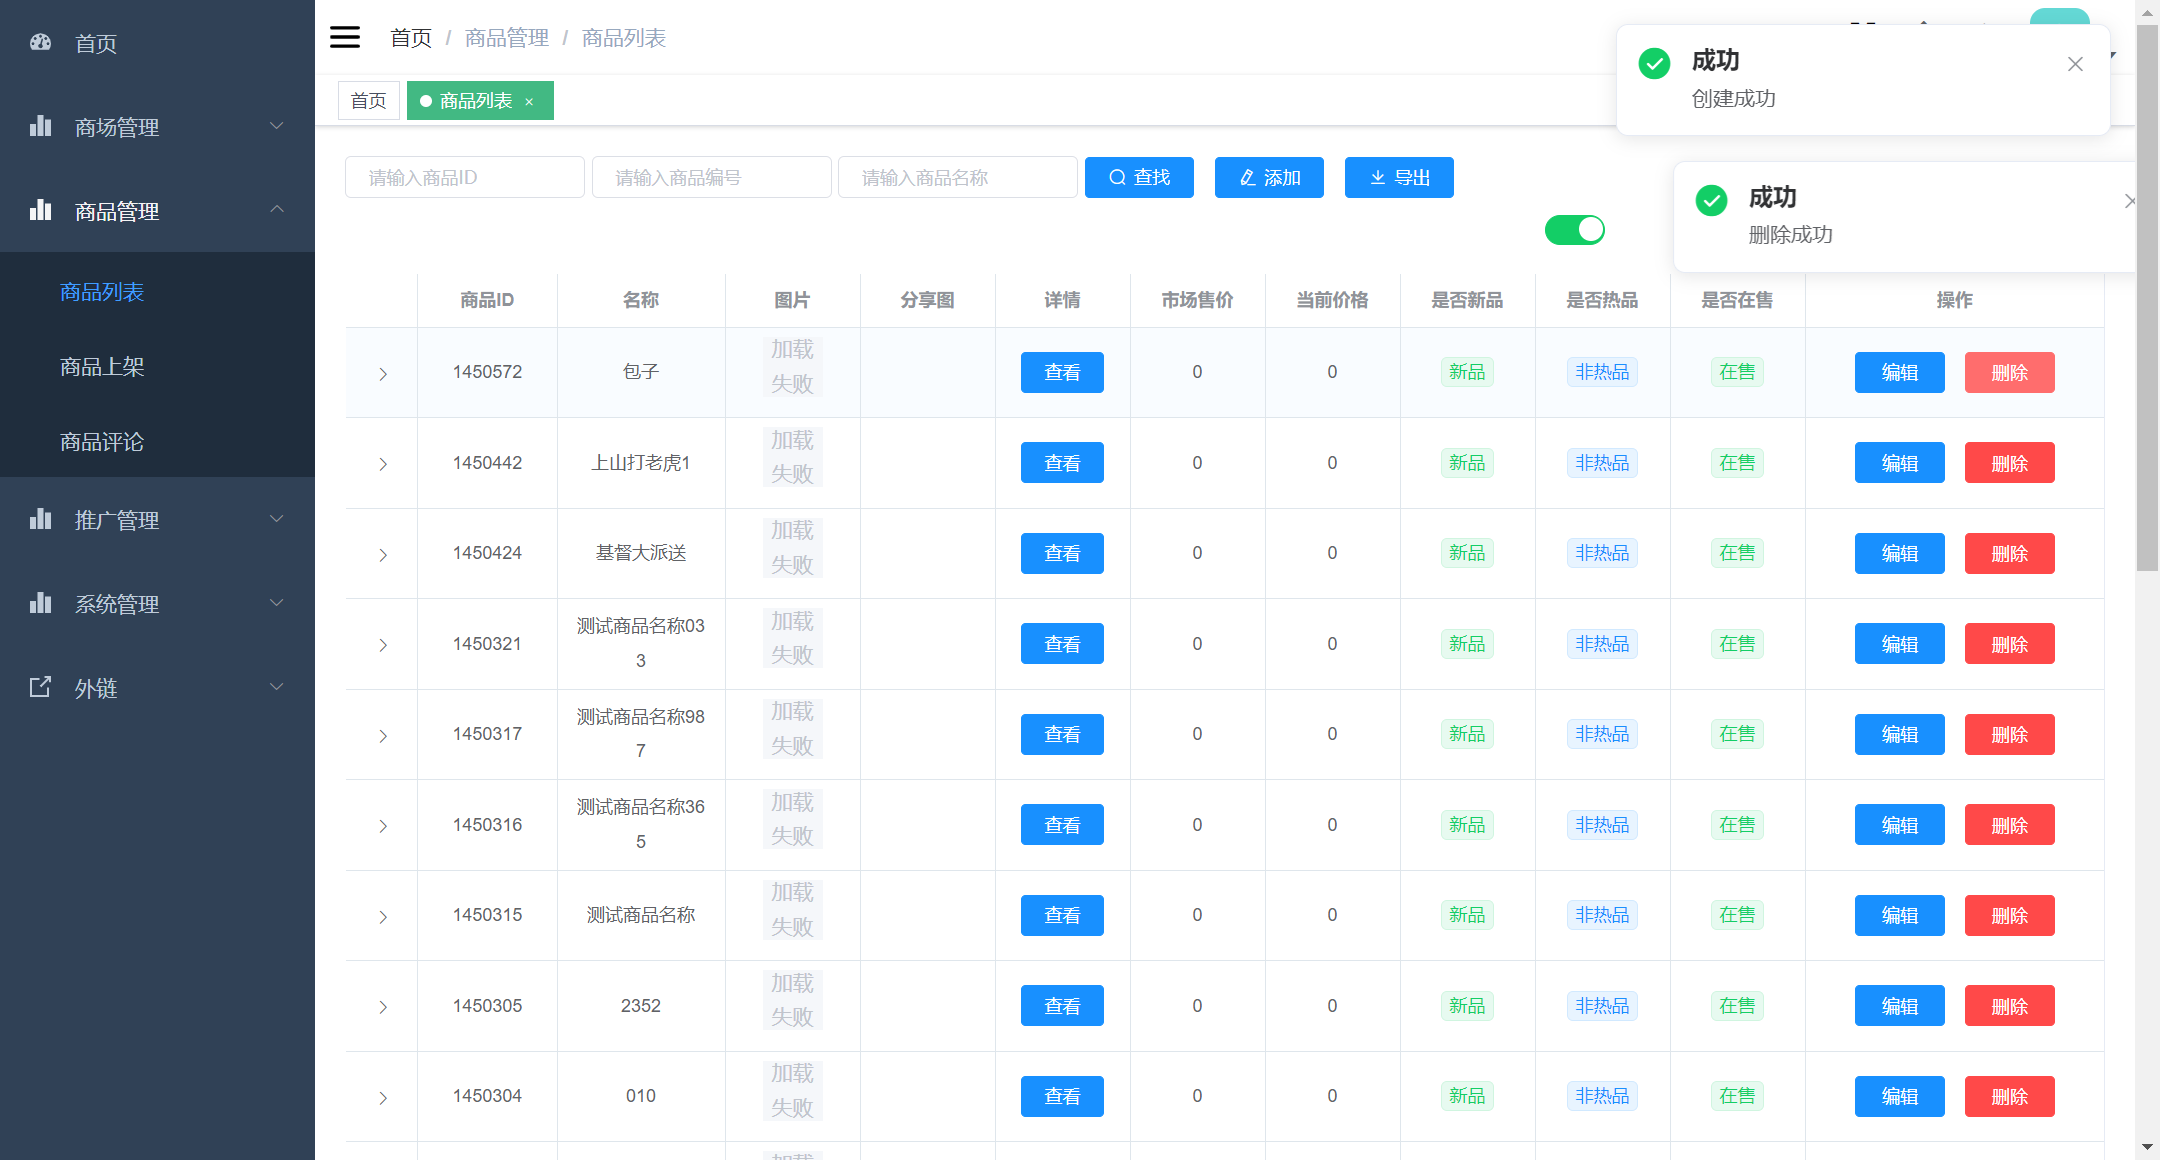 首页
商场管理
商品管理
商品列表
商品上架
商品评论
推广管理
系统管理
外链
首页 / 商品管理 / 商品列表
首页
商品列表 ×
成功
创建成功
成功
删除成功
请输入商品ID 请输入商品编号 请输入商品名称 查找 添加 导出
商品ID 名称 图片 分享图 详情 市场售价 当前价格 是否新品 是否热品 是否在售 操作
1450572 包子 加载失败 查看 0 0 新品 非热品 在售 编辑 删除
1450442 上山打老虎1 加载失败 查看 0 0 新品 非热品 在售 编辑 删除
1450424 基督大派送 加载失败 查看 0 0 新品 非热品 在售 编辑 删除
1450321 测试商品名称033 加载失败 查看 0 0 新品 非热品 在售 编辑 删除
1450317 测试商品名称987 加载失败 查看 0 0 新品 非热品 在售 编辑 删除
1450316 测试商品名称365 加载失败 查看 0 0 新品 非热品 在售 编辑 删除
1450315 测试商品名称 加载失败 查看 0 0 新品 非热品 在售 编辑 删除
1450305 2352 加载失败 查看 0 0 新品 非热品 在售 编辑 删除
1450304 010 加载失败 查看 0 0 新品 非热品 在售 编辑 删除